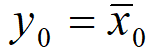 y₀ = x̅₀